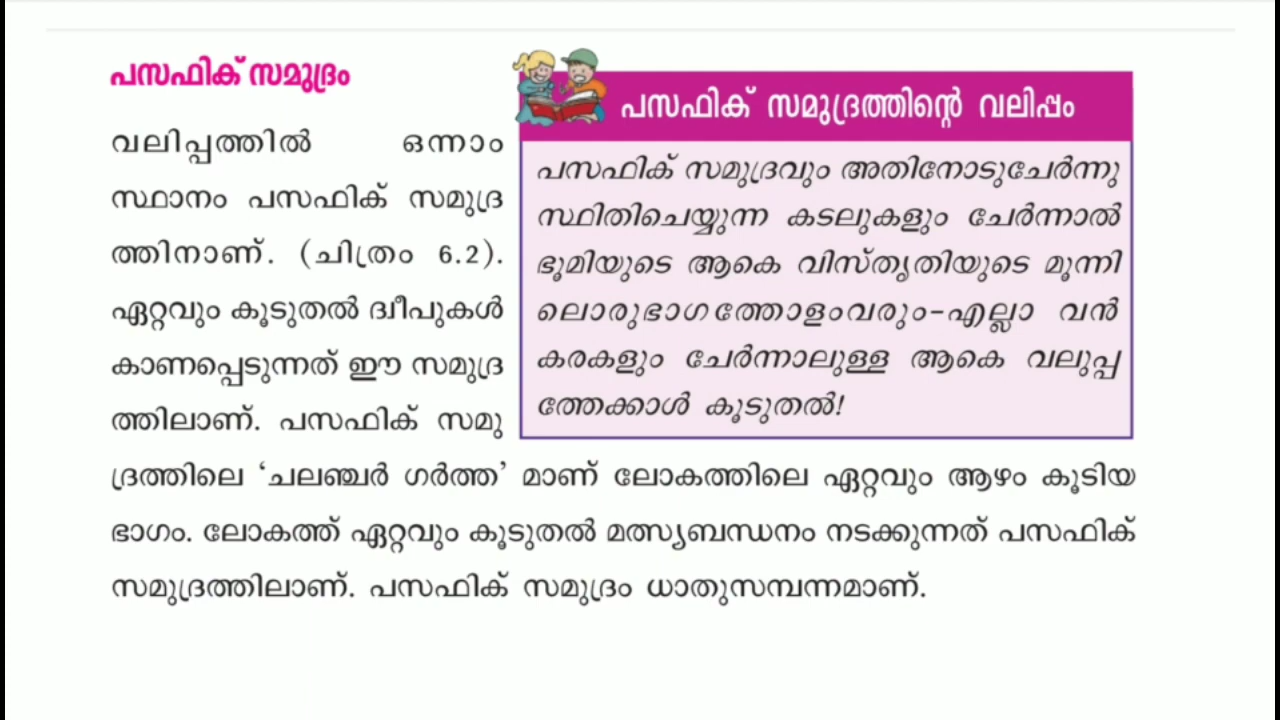 പസഫിക് സമുദ്രം
വലിപ്പത്തിൽ ഒന്നാം
സ്ഥാനം പസഫിക് സമുദ്ര
ത്തിനാണ്. (ചിത്രം 6.2).
ഏറ്റവും കൂടുതൽ ദ്വീപുകൾ
കാണപ്പെടുന്നത് ഈ സമുദ്ര
ത്തിലാണ്. പസഫിക് സമു
ദ്രത്തിലെ ‘ചലഞ്ചർ ഗർത്ത’ മാണ് ലോകത്തിലെ ഏറ്റവും ആഴം കൂടിയ
ഭാഗം. ലോകത്ത് ഏറ്റവും കൂടുതൽ മത്സ്യബന്ധനം നടക്കുന്നത് പസഫിക്
സമുദ്രത്തിലാണ്. പസഫിക് സമുദ്രം ധാതുസമ്പന്നമാണ്.
പസഫിക് സമുദ്രത്തിന്റെ വലിപ്പം
പസഫിക് സമുദ്രവും അതിനോടുചേർന്നു
സ്ഥിതിചെയ്യുന്ന കടലുകളും ചേർന്നാൽ
ഭൂമിയുടെ ആകെ വിസ്തൃതിയുടെ മൂന്നി
ലൊരുഭാഗത്തോളംവരും-എല്ലാ വൻ
കരകളും ചേർന്നാലുള്ള ആകെ വലുപ്പ
ത്തേക്കാൾ കൂടുതൽ!